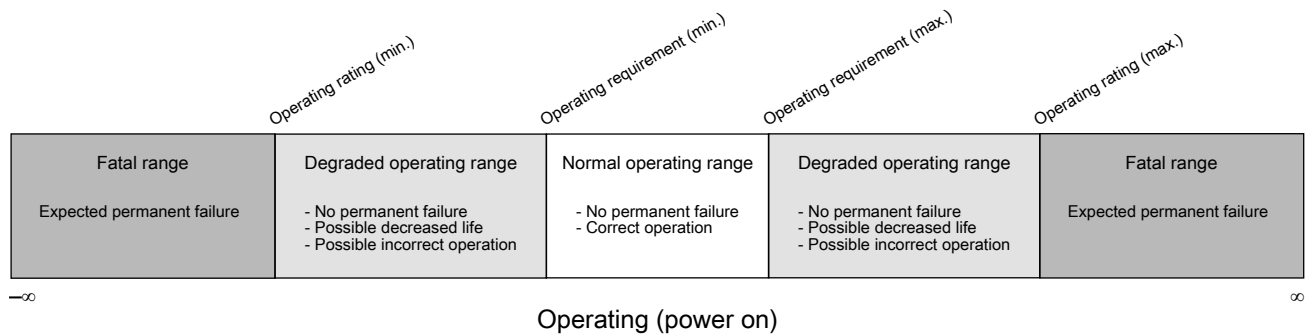 Operating rating (min.)
Operating requirement (min.)
Operating requirement (max.)
Operating rating (max.)
Fatal range
Expected permanent failure
Degraded operating range
- No permanent failure
- Possible decreased life
- Possible incorrect operation
Normal operating range
- No permanent failure
- Correct operation
Degraded operating range
- No permanent failure
- Possible decreased life
- Possible incorrect operation
Fatal range
Expected permanent failure
–∞
∞
Operating (power on)